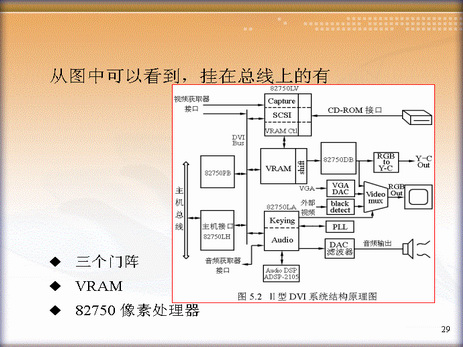 从图中可以看到，挂在总线上的有
82750LV
视频获取器
接口
Capture
SCSI
VRAM Ctl
CD-ROM 接口
DVI
Bus
82750PB
VRAM
shift
82750DB
RGB
to
Y-C
Y-C
Out
主机总线
VGA
VGA
DAC
RGB
Out
Video
mux
外部
视频
black
detect
82750LA
主机接口
82750LH
Keying
Audio
PLL
DAC
滤波器
音频输出
音频获取器
接口
Audio DSP
ADSP-2105
图 5.2 Ⅱ型 DVI 系统结构原理图
◆ 三个门阵
◆ VRAM
◆ 82750 像素处理器
29